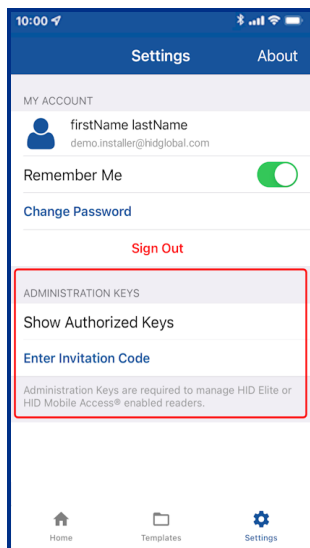 10:00
Settings
About
MY ACCOUNT
firstName lastName
demo.installer@hidglobal.com
Remember Me
Change Password
Sign Out
ADMINISTRATION KEYS
Show Authorized Keys
Enter Invitation Code
Administration Keys are required to manage HID Elite or
HID Mobile Access® enabled readers.
Home
Templates
Settings